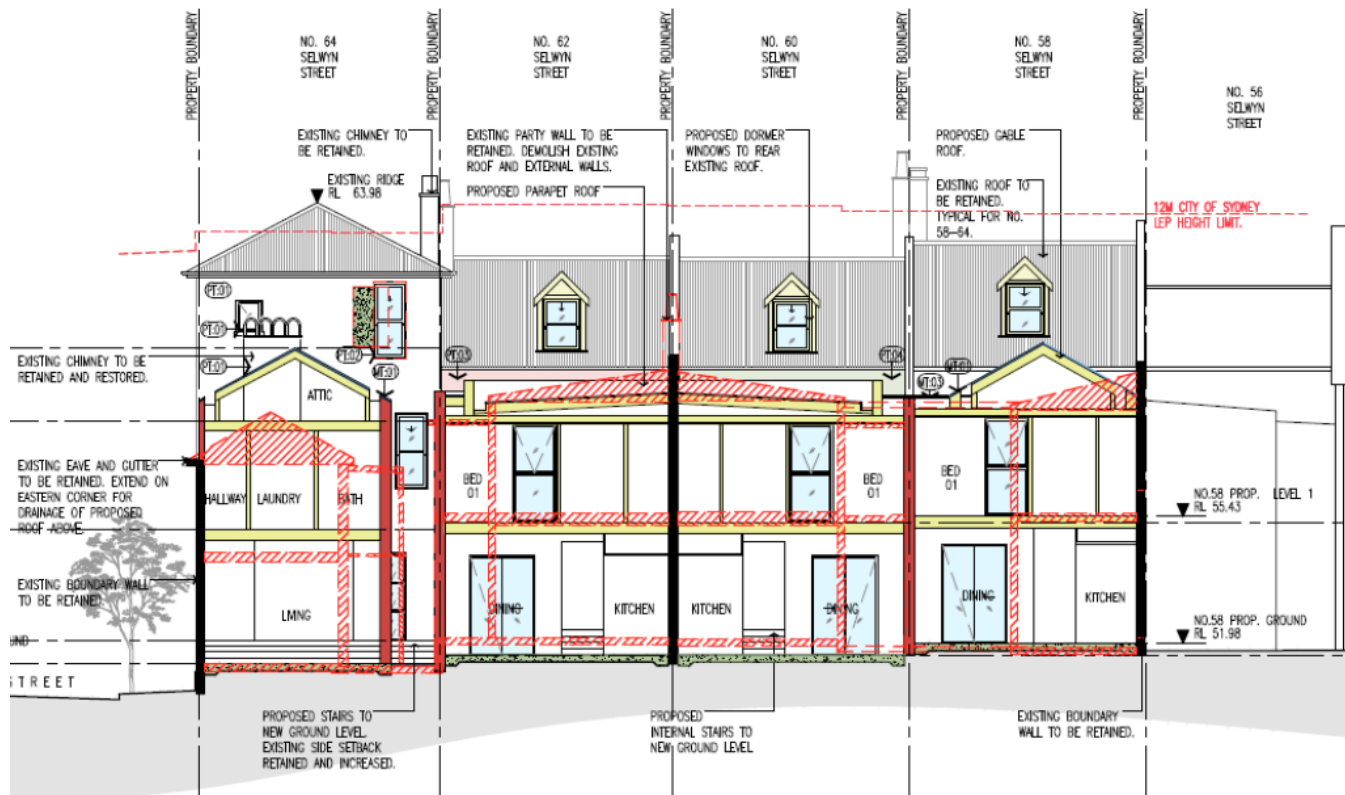 PROPERTY BOUNDARY
NO. 64
SELWYN
STREET
NO. 62
SELWYN
STREET
PROPERTY BOUNDARY
NO. 60
SELWYN
STREET
PROPERTY BOUNDARY
NO. 58
SELWYN
STREET
PROPERTY BOUNDARY
PROPERTY BOUNDARY
NO. 56
SELWYN
STREET
EXISTING CHIMNEY TO
BE RETAINED.
EXISTING RIDGE
RL 63.98
EXISTING PARTY WALL TO BE
RETAINED. DEMOLISH EXISTING
ROOF AND EXTERNAL WALLS.
PROPOSED PARAPET ROOF
PROPOSED DORMER
WINDOWS TO REAR
EXISTING ROOF.
PROPOSED GABLE
ROOF.
EXISTING ROOF TO
BE RETAINED.
TYPICAL FOR NO.
58-64.
12M CITY OF SYDNEY
LEP HEIGHT LIMIT.
PT:01
PT:01
PT:02
PT:01
MT:01
PT:03
PT:04
MT:03
EXISTING CHIMNEY TO BE
RETAINED AND RESTORED.
ATTIC
EXISTING EAVE AND GUTTER
TO BE RETAINED. EXTEND ON
EASTERN CORNER FOR
DRAINAGE OF PROPOSED
ROOF ABOVE.
HALLWAY
LAUNDRY
BATH
BED
01
BED
01
BED
01
NO.58 PROP. LEVEL 1
RL 55.43
EXISTING BOUNDARY WALL
TO BE RETAINED
LIVING
DINING
KITCHEN
KITCHEN
DINING
DINING
KITCHEN
NO.58 PROP. GROUND
RL 51.98
STREET
PROPOSED STAIRS TO
NEW GROUND LEVEL.
EXISTING SIDE SETBACK
RETAINED AND INCREASED.
PROPOSED
INTERNAL STAIRS TO
NEW GROUND LEVEL
EXISTING BOUNDARY
WALL TO BE RETAINED.